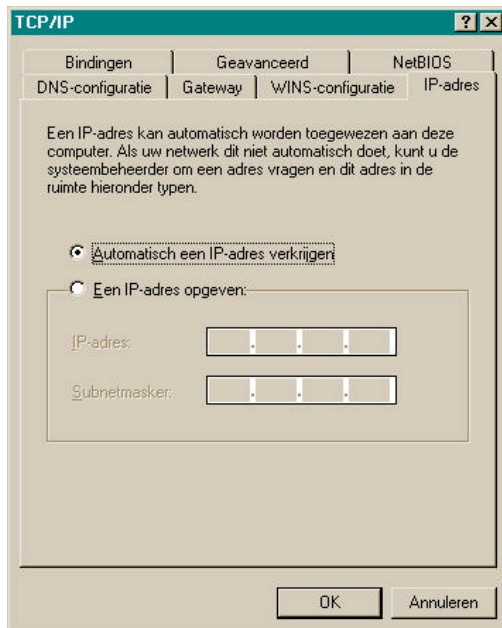 TCP/IP
Bindingen Geavanceerd NetBIOS
DNS-configuratie Gateway WINS-configuratie IP-adres
Een IP-adres kan automatisch worden toegewezen aan deze
computer. Als uw netwerk dit niet automatisch doet, kunt u de
systeembeheerder om een adres vragen en dit adres in de
ruimte hieronder typen.
Automatisch een IP-adres verkrijgen
Een IP-adres opgeven:
IP-adres:
Subnetmasker:
OK Annuleren